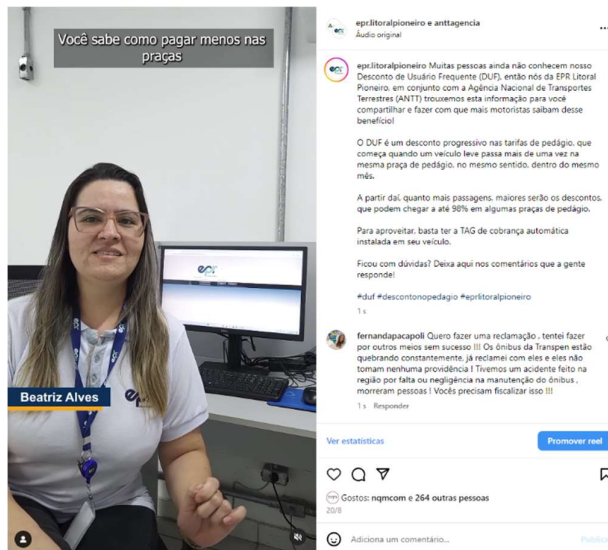 Você sabe como pagar menos nas
praças
epr
Beatriz Alves
epr.litoralpioneiro e anttagencia
Áudio original
epr.litoralpioneiro Muitas pessoas ainda não conhecem nosso
Desconto de Usuário Frequente (DUF), então nós da EPR Litoral
Pioneiro, em conjunto com a Agência Nacional de Transportes
Terrestres (ANTT) trouxemos esta informação para você
compartilhar e fazer com que mais motoristas saibam desse
benefício!
O DUF é um desconto progressivo nas tarifas de pedágio, que
começa quando um veículo leve passa mais de uma vez na
mesma praça de pedágio, no mesmo sentido, dentro do mesmo
mês.
A partir daí, quanto mais passagens, maiores serão os descontos,
que podem chegar a até 98% em algumas praças de pedágio.
Para aproveitar, basta ter a TAG de cobrança automática
instalada em seu veículo.
Ficou com dúvidas? Deixa aqui nos comentários que a gente
responde!
#duf #descontonopedagio #eprlitoralpioneiro
1 s
fernandapacapoli Quero fazer uma reclamação , tentei fazer
por outros meios sem sucesso !!! Os ônibus da Transpen estão
quebrando constantemente, já reclamei com eles e eles não
tomam nenhuma providência ! Tivemos um acidente feito na
região por falta ou negligência na manutenção do ônibus ,
morreram pessoas ! Vocês precisam fiscalizar isso !!!
1 s Responder
Ver estatísticas
Promover reel
Gostos: nqmcom e 264 outras pessoas
20/8
Adiciona um comentário...